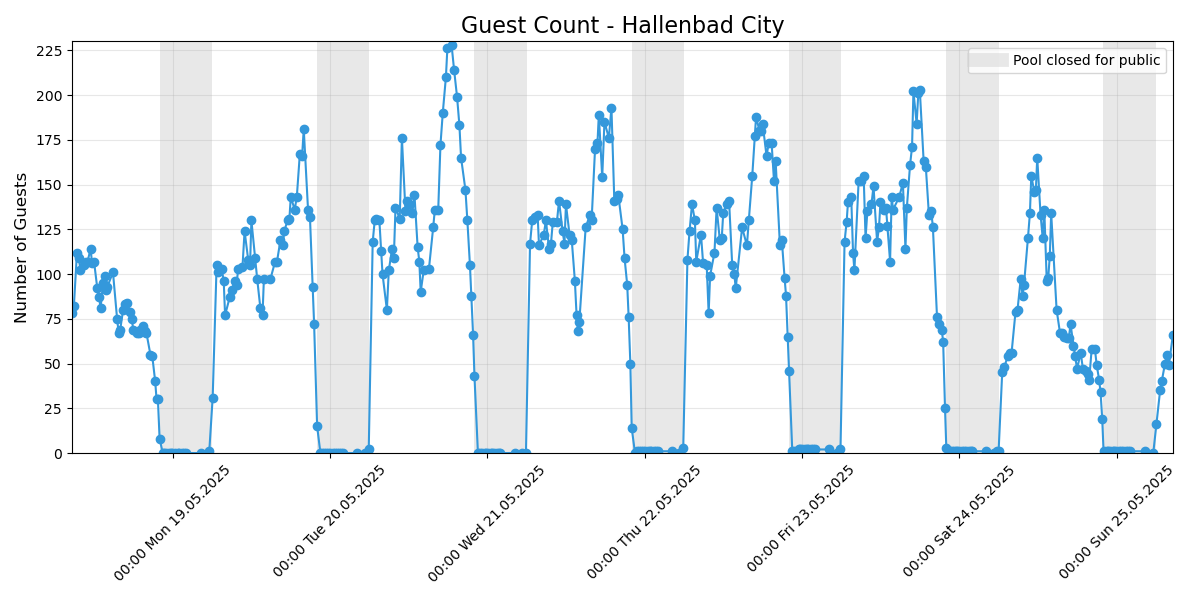 Guest Count - Hallenbad City
Pool closed for public
Number of Guests
225
200
175
150
125
100
75
50
25
0
00:00 Mon 19.05.2025
00:00 Tue 20.05.2025
00:00 Wed 21.05.2025
00:00 Thu 22.05.2025
00:00 Fri 23.05.2025
00:00 Sat 24.05.2025
00:00 Sun 25.05.2025